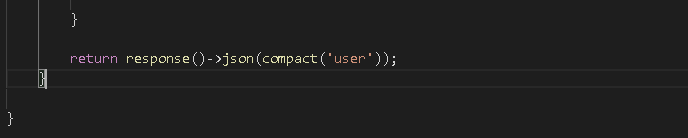 }
return response()->json(compact('user'));
}
}